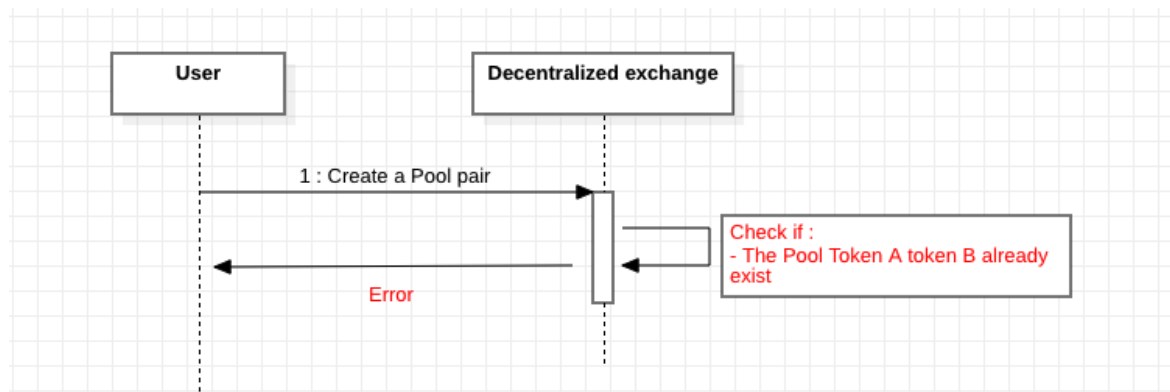 User
Decentralized exchange
1 : Create a Pool pair
Check if :
- The Pool Token A token B already
exist
Error